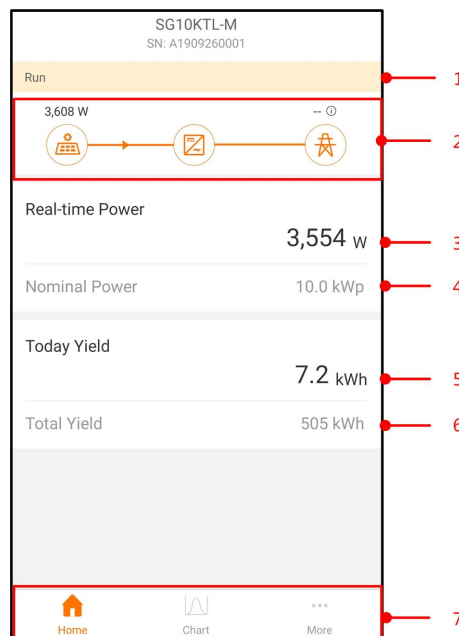 SG10KTL-M
SN: A1909260001
Run
1
3,608 W
-- ⓘ
2
Real-time Power
3,554 W
3
Nominal Power 10.0 kWp
4
Today Yield
7.2 kWh
5
Total Yield 505 kWh
6
Home Chart More
7